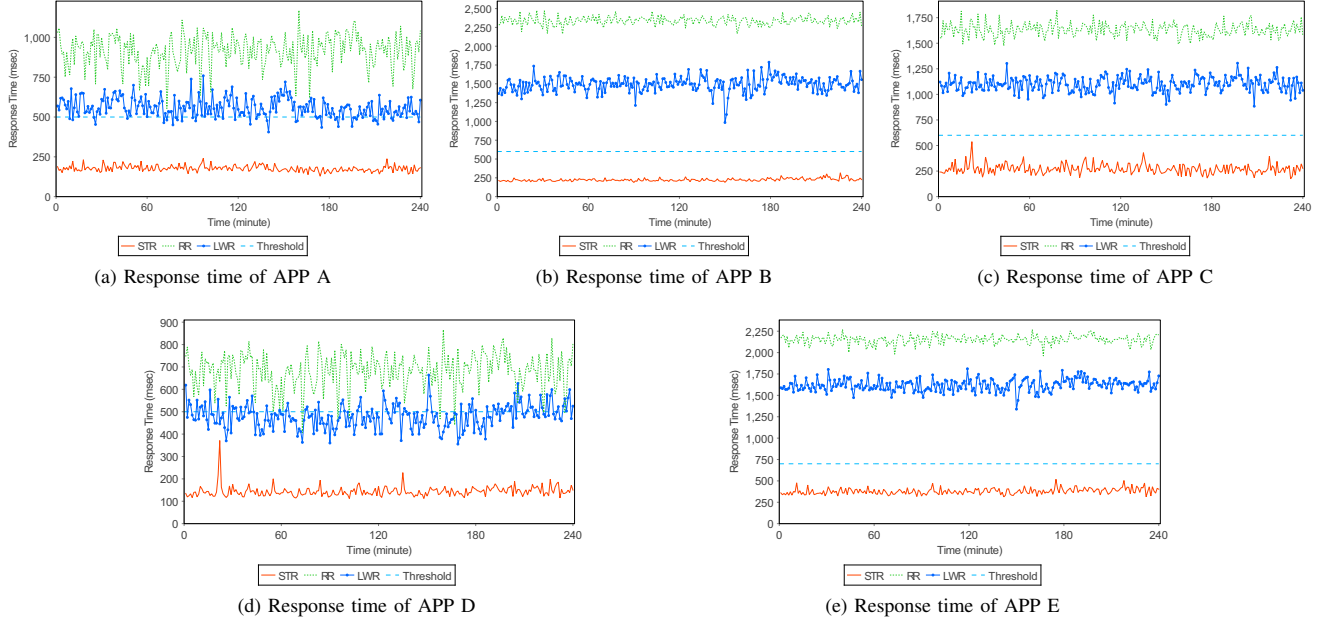 1,000
750
500
250
0
Response Time (msec)
0 60 120 180 240
Time (minute)
STR RR LWR Threshold
(a) Response time of APP A
2,500
2,250
2,000
1,750
1,500
1,250
1,000
750
500
250
0
Response Time (msec)
0 60 120 180 240
Time (minute)
STR RR LWR Threshold
(b) Response time of APP B
1,750
1,500
1,250
1,000
750
500
250
0
Response Time (msec)
0 60 120 180 240
Time (minute)
STR RR LWR Threshold
(c) Response time of APP C
900
800
700
600
500
400
300
200
100
0
Response Time (msec)
0 60 120 180 240
Time (minute)
STR RR LWR Threshold
(d) Response time of APP D
2,250
2,000
1,750
1,500
1,250
1,000
750
500
250
0
Response Time (msec)
0 60 120 180 240
Time (minute)
STR RR LWR Threshold
(e) Response time of APP E